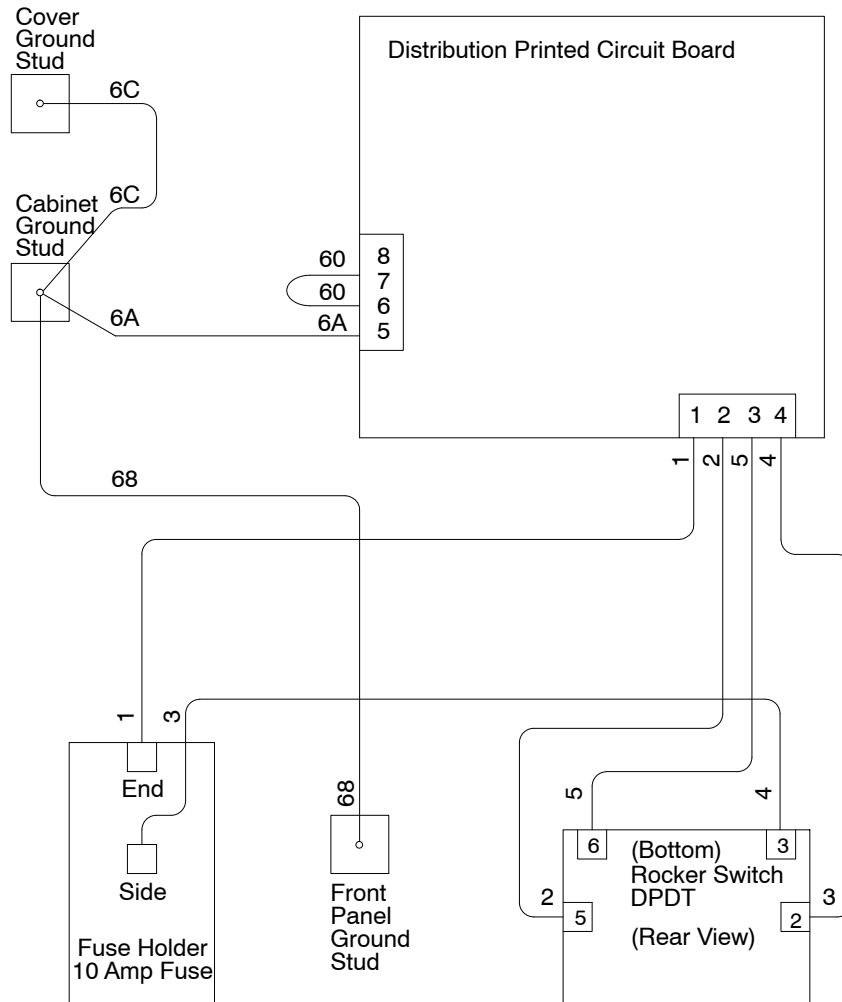 Cover
Ground
Stud
Distribution Printed Circuit Board
6C
6C
Cabinet
Ground
Stud
60
60
6A
6A
8
7
6
5
1 2 3 4
1
2
5
4
68
1
3
End
Side
Fuse Holder
10 Amp Fuse
68
Front
Panel
Ground
Stud
5
4
6
3
(Bottom)
Rocker Switch
DPDT
(Rear View)
2
5
2
3